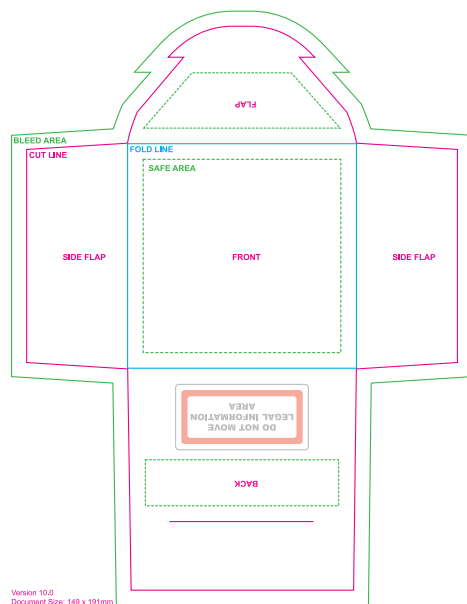 FLAP
BLEED AREA
CUT LINE
FOLD LINE
SAFE AREA
SIDE FLAP
FRONT
SIDE FLAP
DO NOT MOVE
LEGAL INFORMATION
AREA
BACK
Version 10.0
Document Size: 149 x 191mm